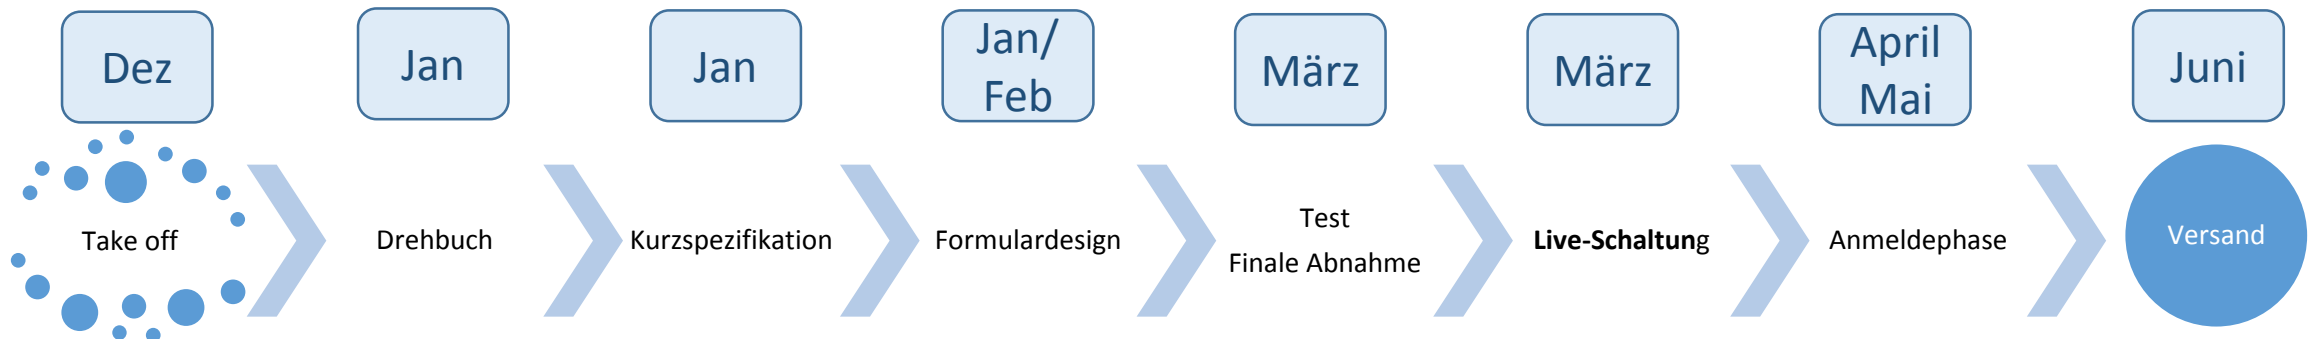 Dez
Jan
Jan
Jan/
Feb
März
März
April
Mai
Juni
Take off
Drehbuch
Kurzspezifikation
Formulardesign
Test
Finale Abnahme
Live-Schaltung
Anmeldephase
Versand